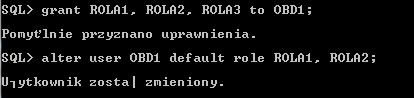 SQL> grant ROLA1, ROLA2, ROLA3 to OBD1;
Pomyťlnie przyznano uprawnienia.
SQL> alter user OBD1 default role ROLA1, ROLA2;
U┐ytkownik zosta│ zmieniony.